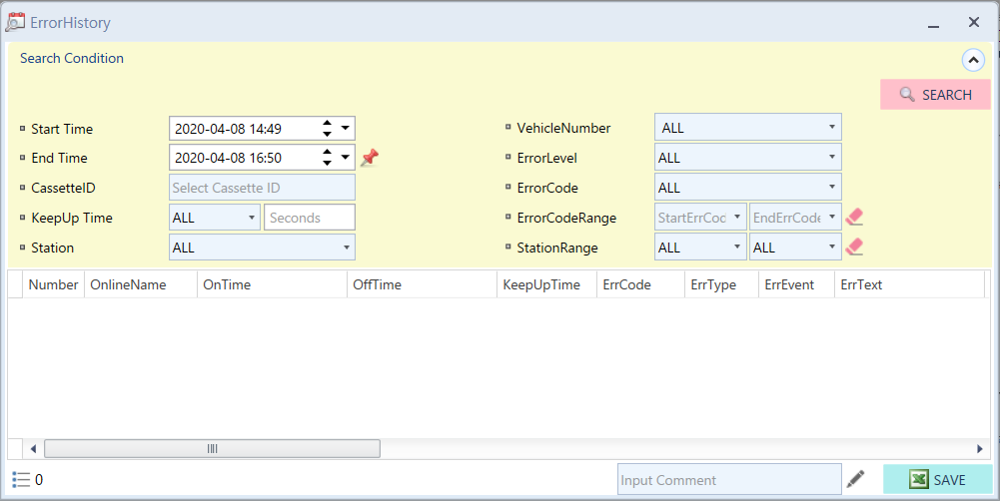 ErrorHistory
Search Condition
SEARCH
Start Time 2020-04-08 14:49 VehicleNumber ALL
End Time 2020-04-08 16:50 ErrorLevel ALL
CassetteID Select Cassette ID ErrorCode ALL
KeepUp Time ALL Seconds ErrorCodeRange StartErrCod EndErrCode
Station ALL StationRange ALL ALL
Number OnlineName OnTime OffTime KeepUpTime ErrCode ErrType ErrEvent ErrText
0 Input Comment SAVE